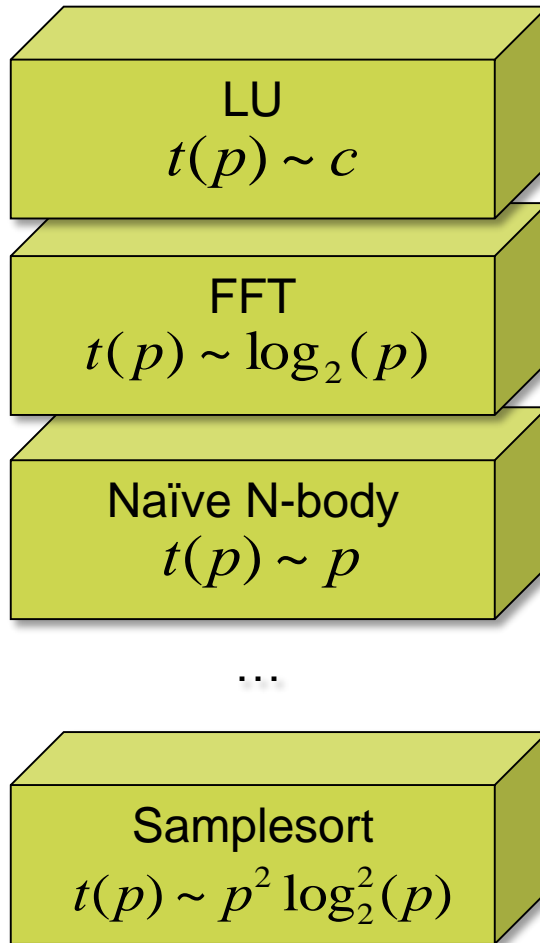 LU
t(p) ~ c
FFT
t(p) ~ log₂(p)
Naïve N-body
t(p) ~ p
...
Samplesort
t(p) ~ p² log₂²(p)